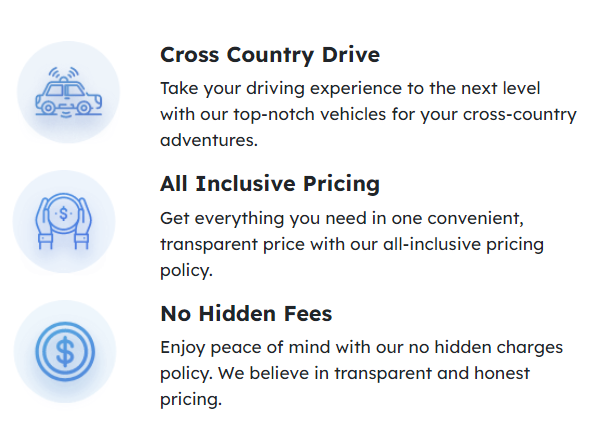 Cross Country Drive
Take your driving experience to the next level
with our top-notch vehicles for your cross-country
adventures.
All Inclusive Pricing
$
Get everything you need in one convenient,
transparent price with our all-inclusive pricing
policy.
No Hidden Fees
$
Enjoy peace of mind with our no hidden charges
policy. We believe in transparent and honest
pricing.